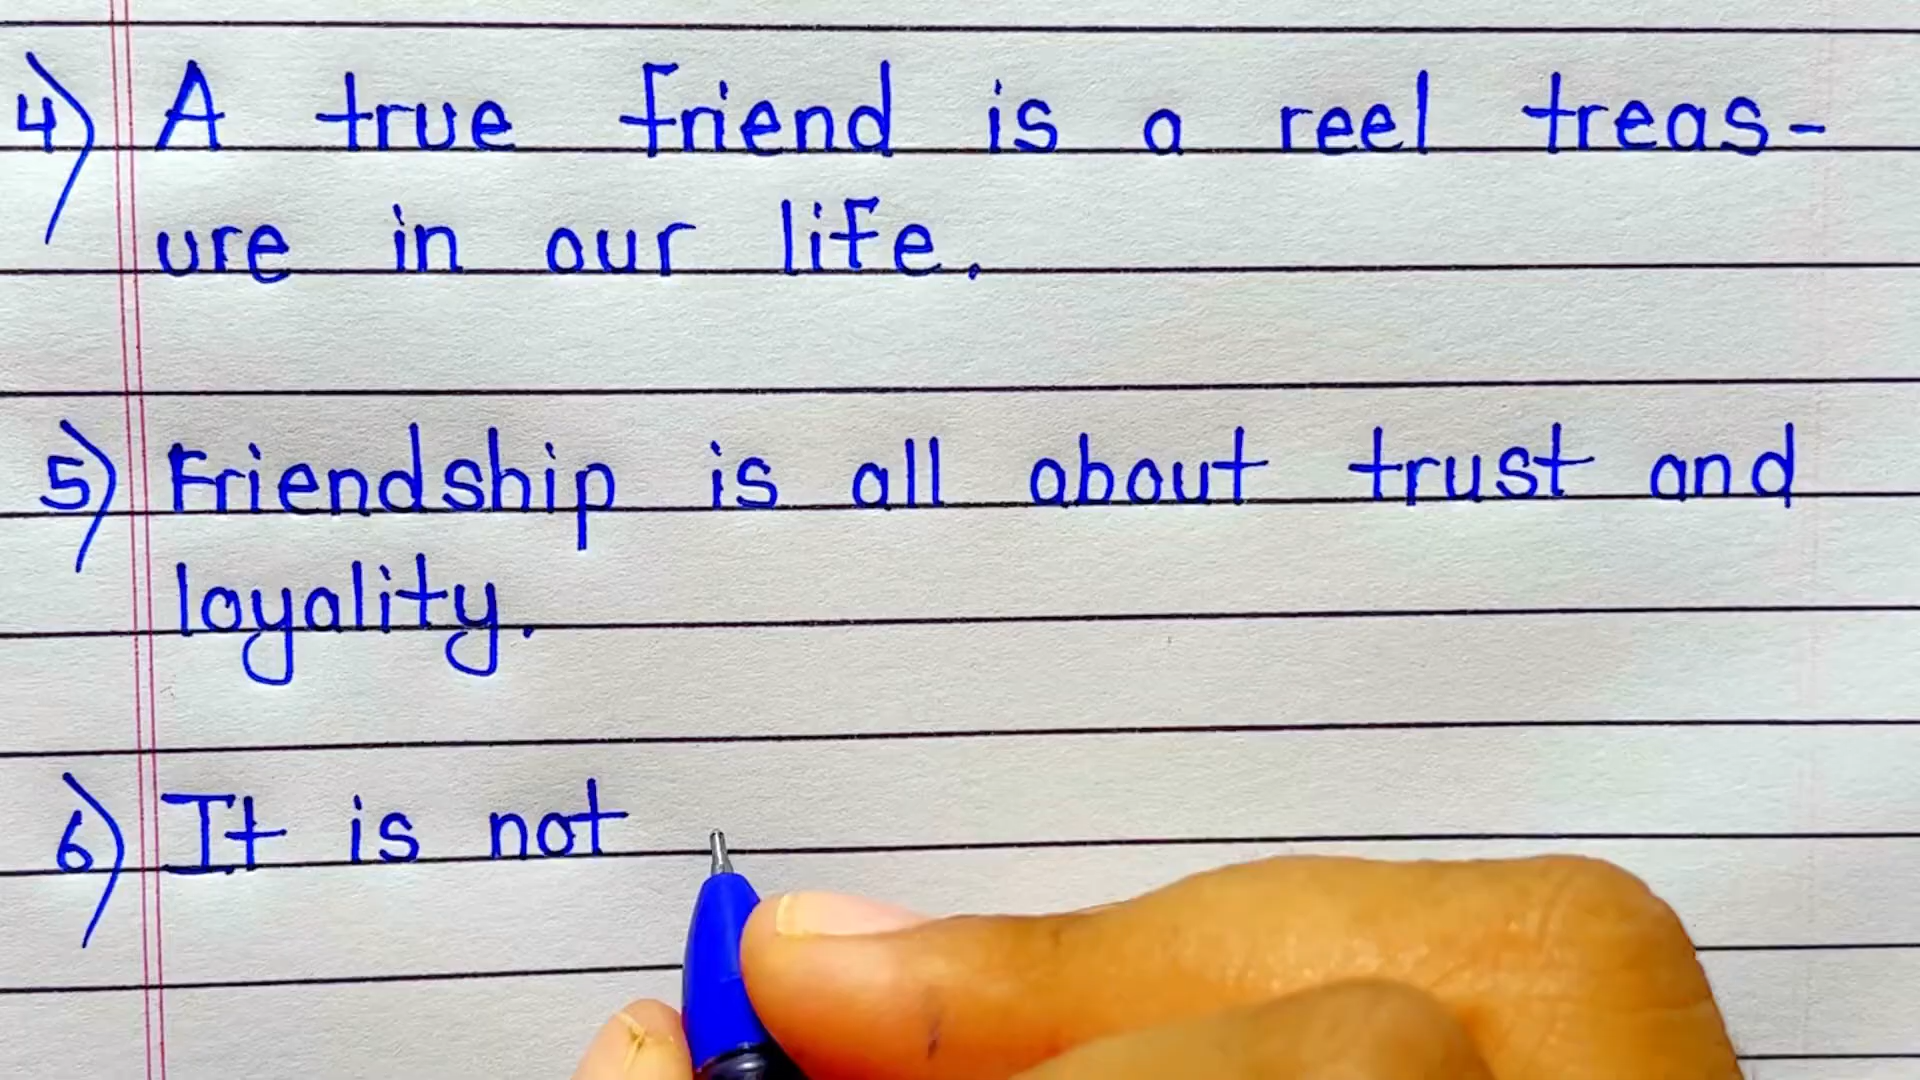 4) A true friend is a reel treas-
ure in our life.
5) Friendship is all about trust and
loyality.
6) It is not